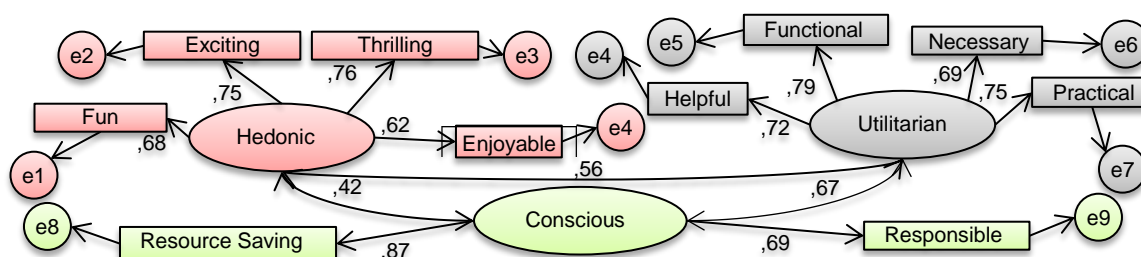 Exciting
Thrilling
Functional
Necessary
e2
e3
e5
e6
e4
,76
,69
,75
,79
,75
Helpful
Practical
Fun
,68
Hedonic
,62
Enjoyable
e4
,72
Utilitarian
e1
,56
e7
,42
,67
e8
Conscious
e9
Resource Saving
,87
,69
Responsible